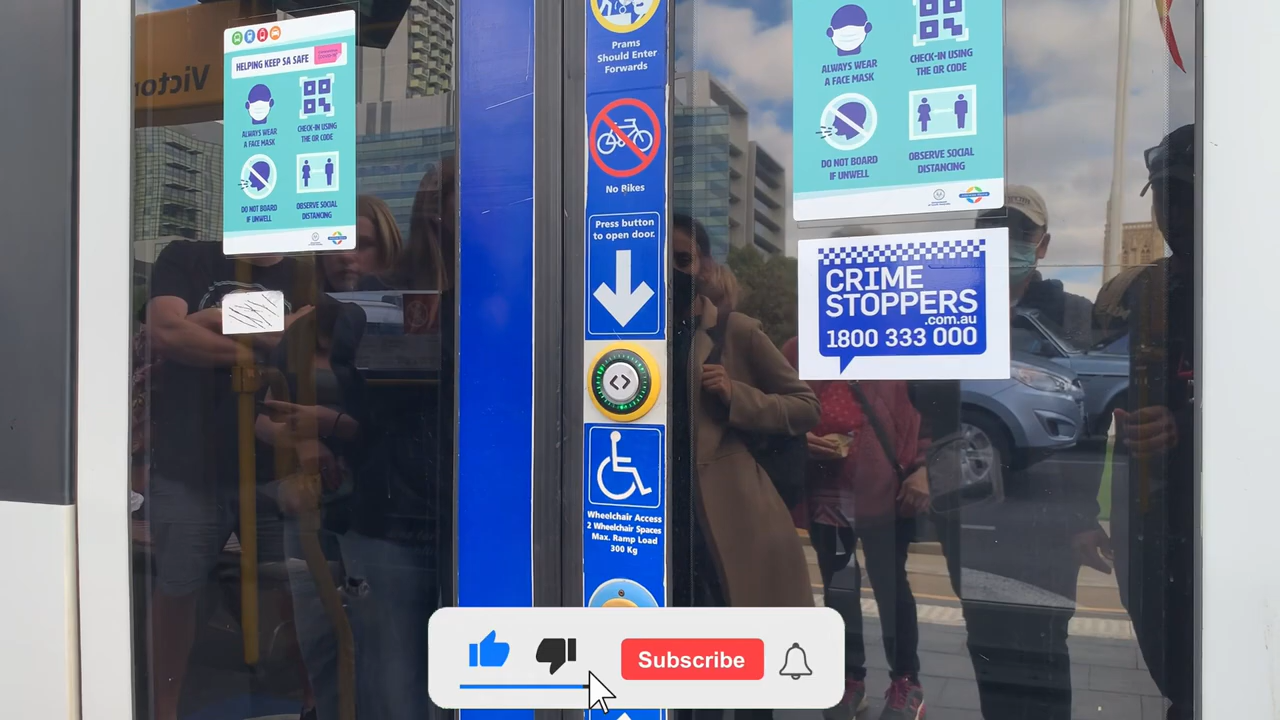 Victor
HELPING KEEP SA SAFE
ALWAYS WEAR
A FACE MASK
CHECK-IN USING
THE QR CODE
DO NOT BOARD
IF UNWELL
OBSERVE SOCIAL
DISTANCING
Prams
Should Enter
Forwards
No Bikes
Press button
to open door.
Wheelchair Access
2 Wheelchair Spaces
Max. Ramp Load
300 Kg
ALWAYS WEAR
A FACE MASK
CHECK-IN USING
THE QR CODE
DO NOT BOARD
IF UNWELL
OBSERVE SOCIAL
DISTANCING
CRIME
STOPPERS
.com.au
1800 333 000
Subscribe